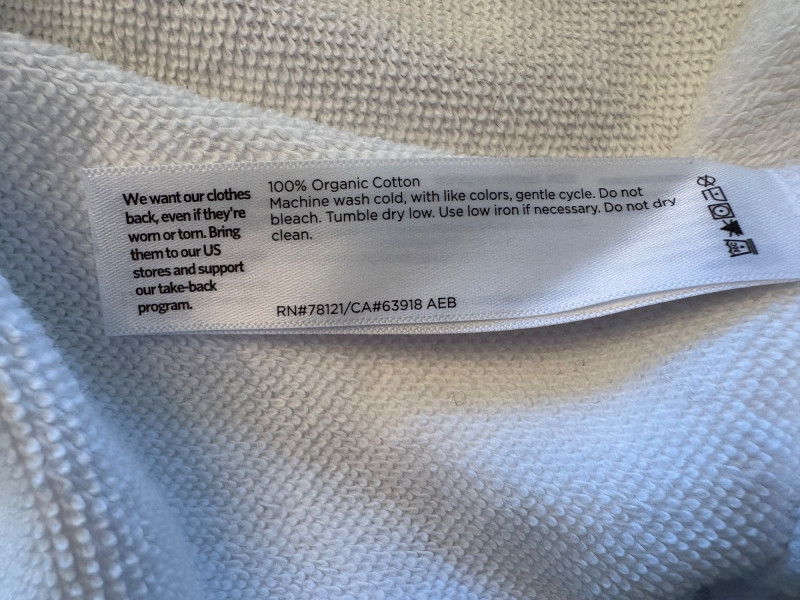 We want our clothes
back, even if they're
worn or torn. Bring
them to our US
stores and support
our take-back
program.
100% Organic Cotton
Machine wash cold, with like colors, gentle cycle. Do not
bleach. Tumble dry low. Use low iron if necessary. Do not dry
clean.
RN#78121/CA#63918 AEB